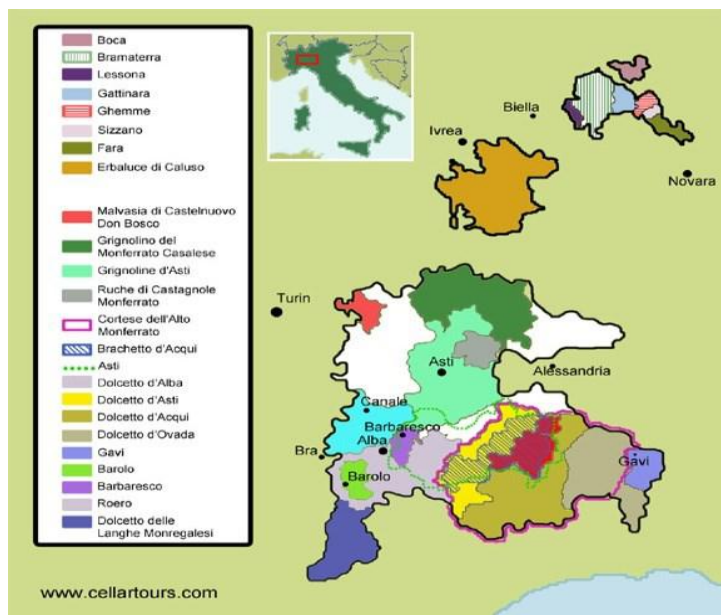 Boca
Bramaterra
Lessona
Gattinara
Ghemme
Sizzano
Fara
Erbaluce di Caluso
Malvasia di Castelnuovo
Don Bosco
Grignolino del
Monferrato Casalese
Grignoline d'Asti
Ruche di Castagnole
Monferrato
Cortese dell'Alto
Monferrato
Brachetto d'Acqui
Asti
Dolcetto d'Alba
Dolcetto d'Asti
Dolcetto d'Acqui
Dolcetto d'Ovada
Gavi
Barolo
Barbaresco
Roero
Dolcetto delle
Langhe Monregalesi
Biella
Ivrea
Novara
Turin
Asti
Alessandria
Canale
Barbaresco
Alba
Bra
Barolo
Gavi
www.cellartours.com